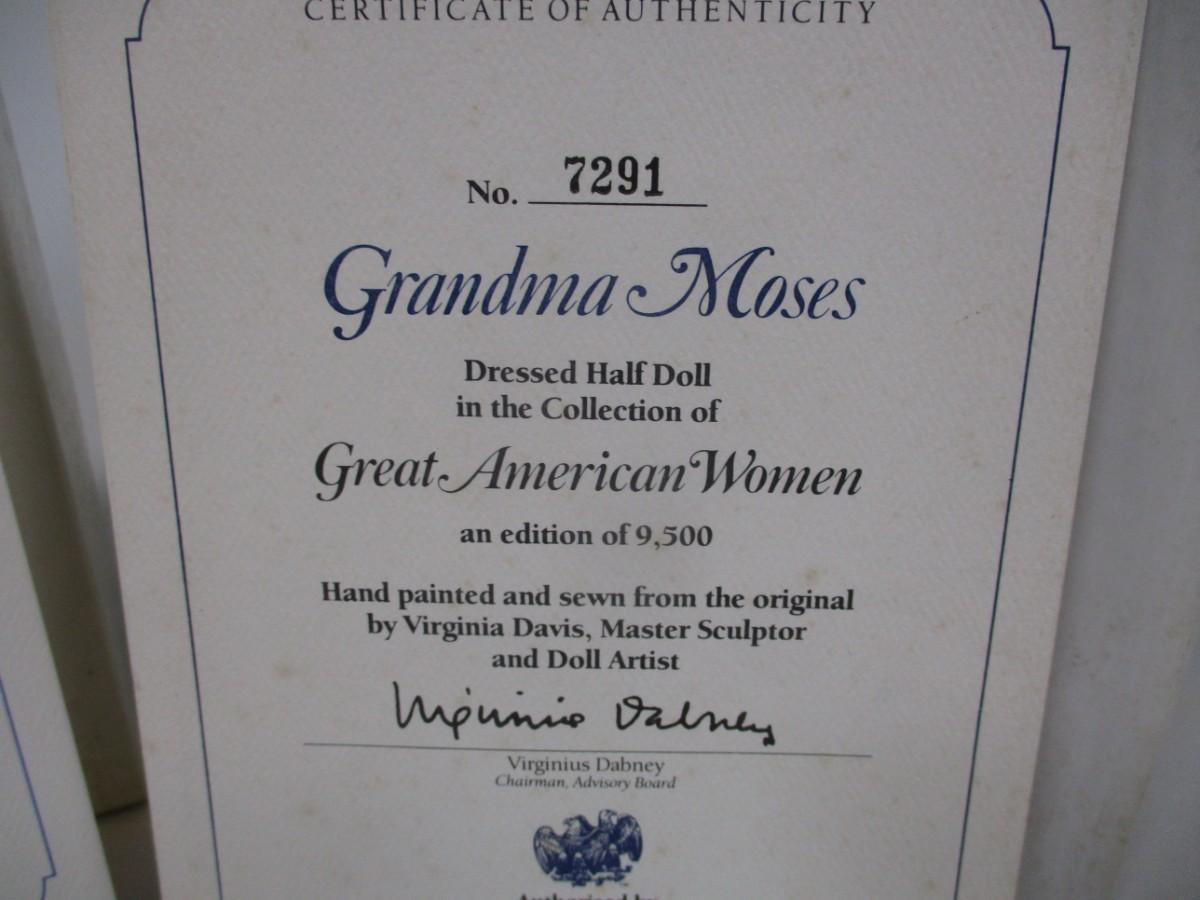 CERTIFICATE OF AUTHENTICITY
No. 7291
Grandma Moses
Dressed Half Doll
in the Collection of
Great American Women
an edition of 9,500
Hand painted and sewn from the original
by Virginia Davis, Master Sculptor
and Doll Artist
Virginius Dabney
Virginius Dabney
Chairman, Advisory Board
Authorized by